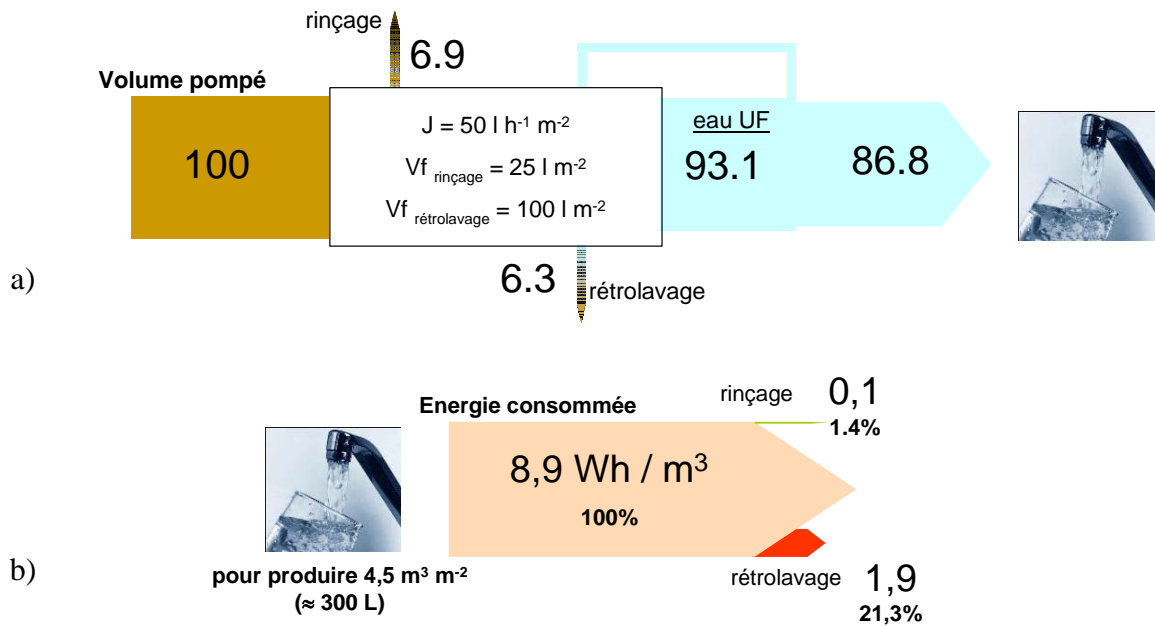 rinçage
6.9
Volume pompé
100
J = 50 l h-1 m-2
Vf rinçage = 25 l m-2
Vf rétrolavage = 100 l m-2
eau UF
93.1
86.8
6.3
rétrolavage
a)
rinçage
0,1
1.4%
Energie consommée
8,9 Wh / m3
100%
pour produire 4,5 m³ m-2
(≈ 300 L)
rétrolavage
1,9
21,3%
b)